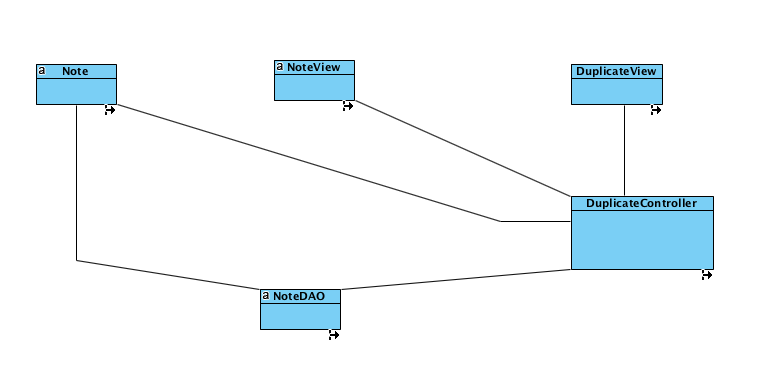 a Note
a NoteView
DuplicateView
DuplicateController
a NoteDAO